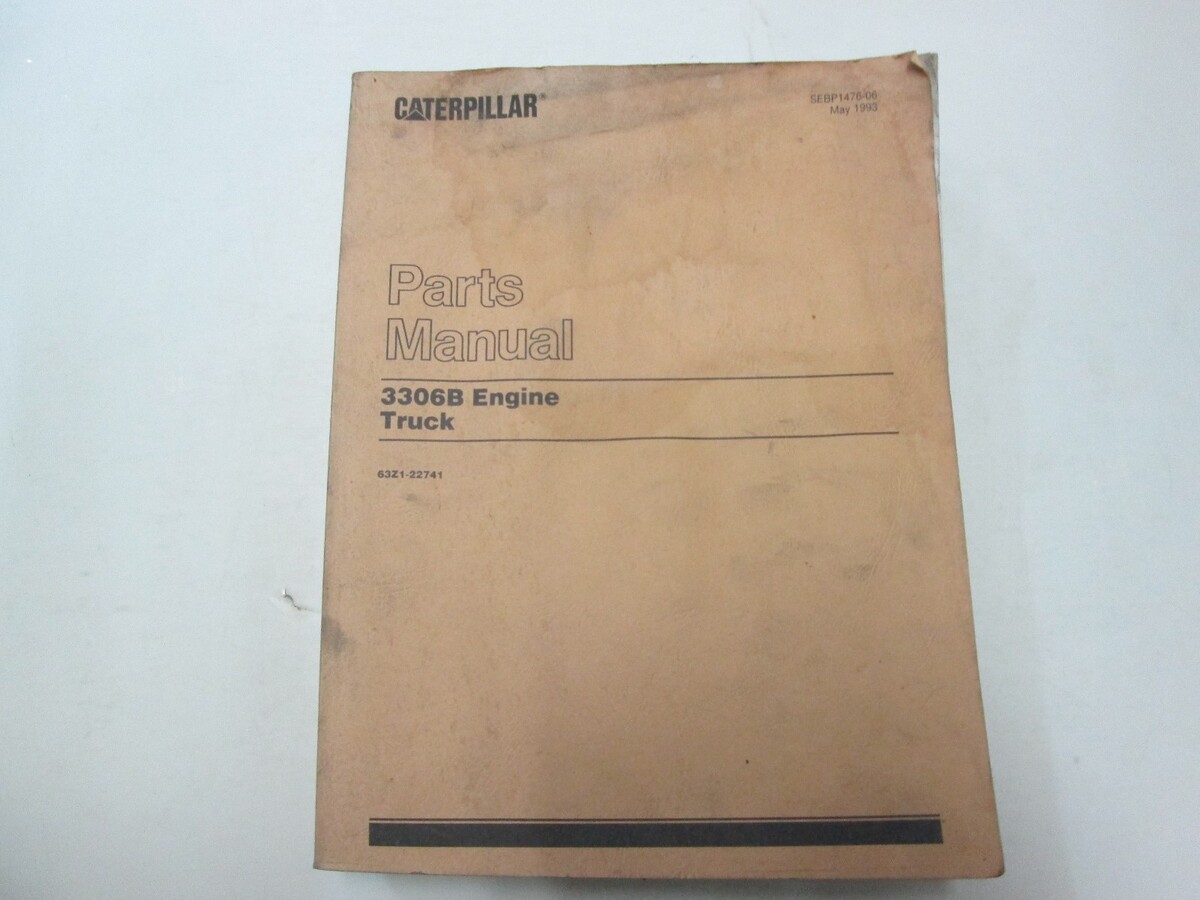 CATERPILLAR
SEBP1476-06
May 1993
Parts
Manual
3306B Engine
Truck
63Z1-22741